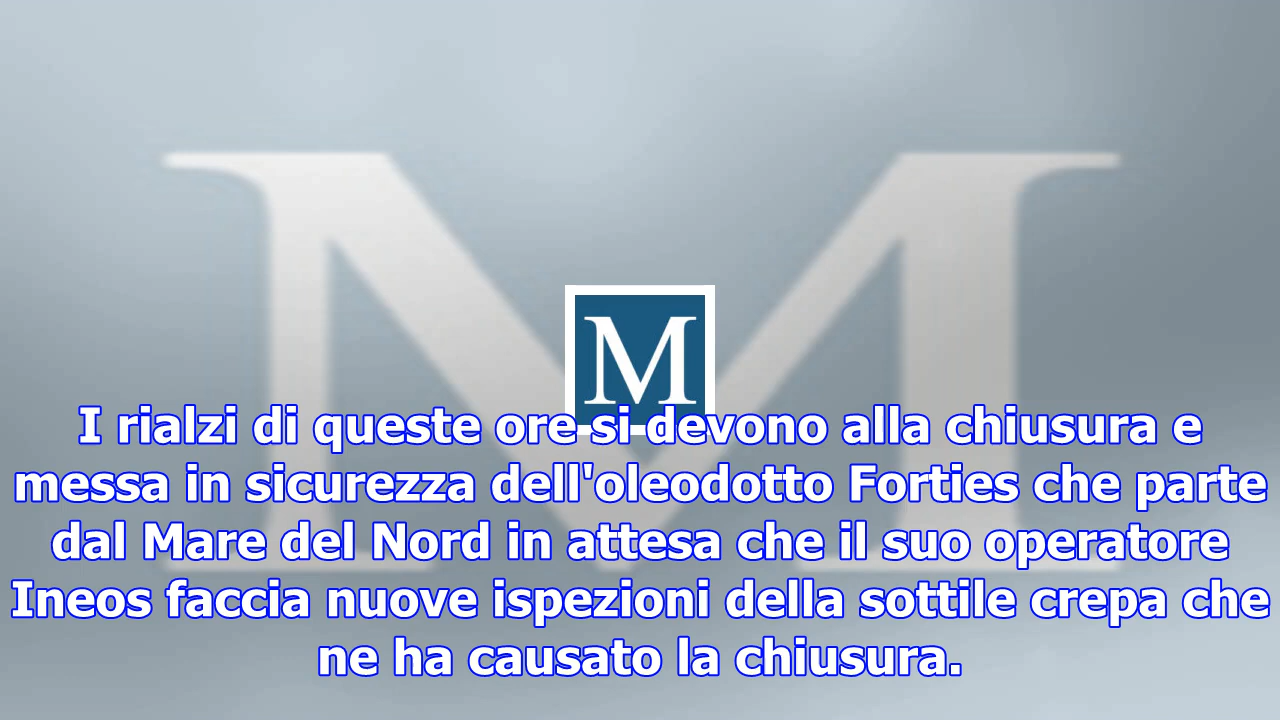 M
M
I rialzi di queste ore si devono alla chiusura e
messa in sicurezza dell'oleodotto Forties che parte
dal Mare del Nord in attesa che il suo operatore
Ineos faccia nuove ispezioni della sottile crepa che
ne ha causato la chiusura.